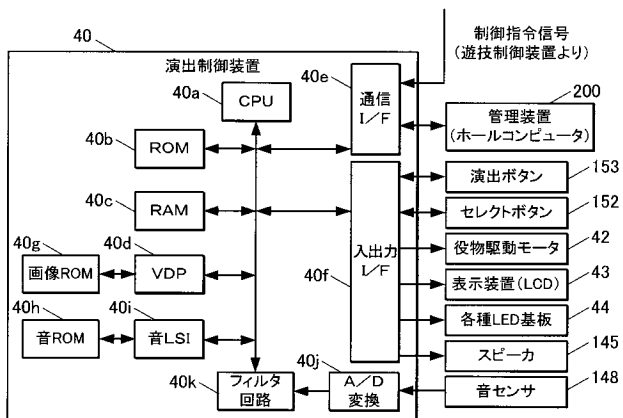 制御指令信号
(遊技制御装置より)
40
演出制御装置
40a
CPU
40e
通信
I/F
200
管理装置
(ホールコンピュータ)
40b
ROM
演出ボタン
153
40c
RAM
セレクトボタン
152
40g
画像ROM
40d
VDP
40f
入出力
I/F
役物駆動モータ
42
表示装置(LCD)
43
40h
音ROM
40i
音LSI
各種LED基板
44
スピーカ
145
40k
フィルタ
回路
40j
A/D
変換
音センサ
148